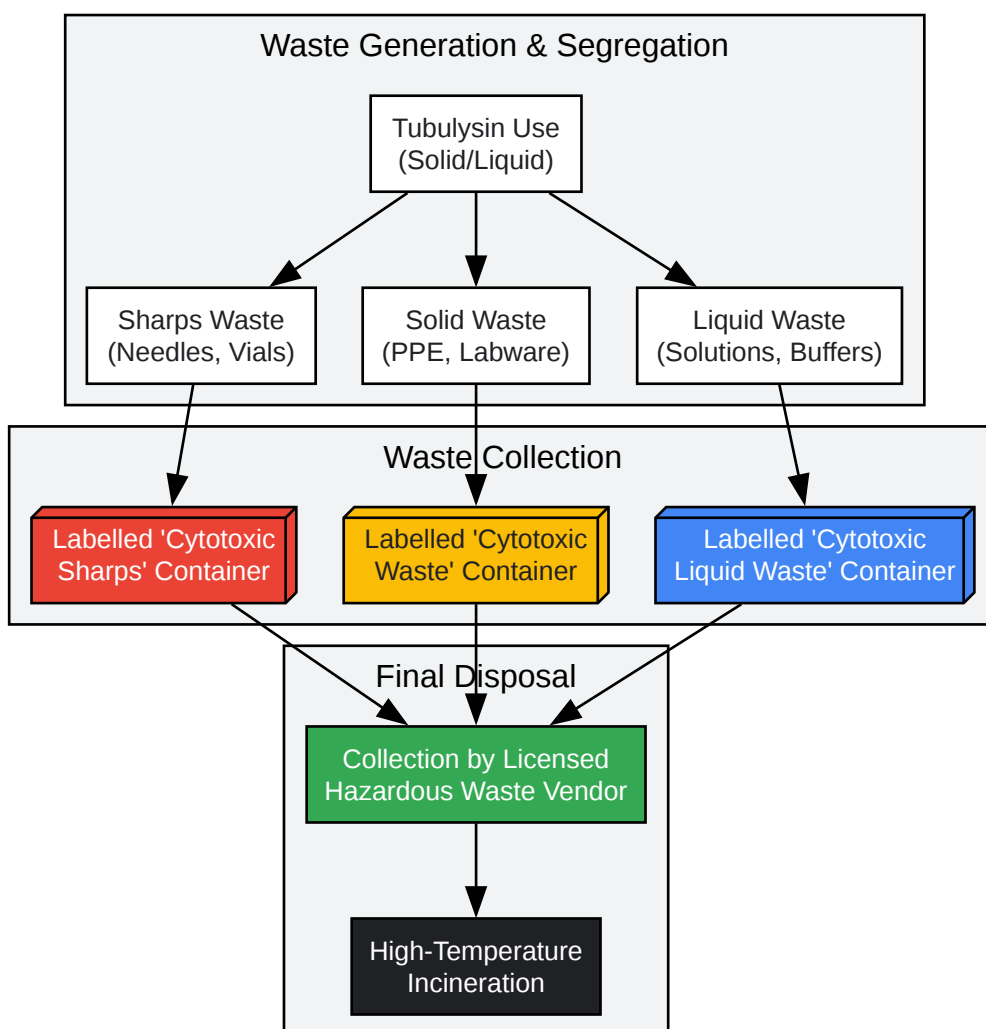 Waste Generation & Segregation
Tubulysin Use
(Solid/Liquid)
Sharps Waste
(Needles, Vials)
Solid Waste
(PPE, Labware)
Liquid Waste
(Solutions, Buffers)
Waste Collection
Labelled 'Cytotoxic
Sharps' Container
Labelled 'Cytotoxic
Waste' Container
Labelled 'Cytotoxic
Liquid Waste' Container
Final Disposal
Collection by Licensed
Hazardous Waste Vendor
High-Temperature
Incineration